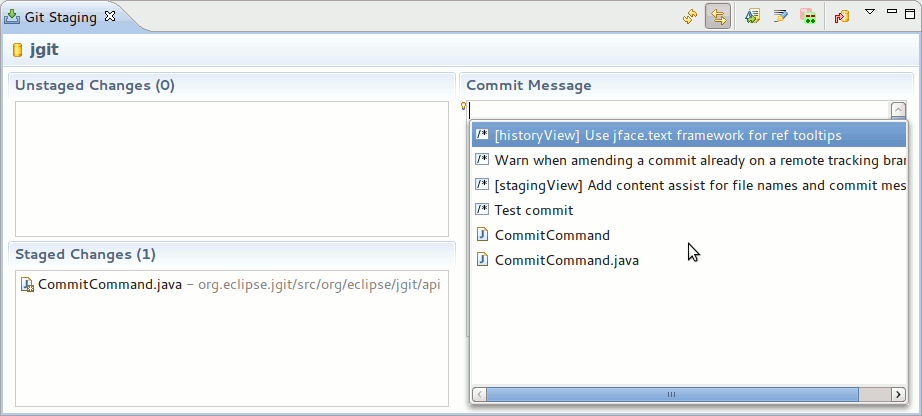 Git Staging
jgit
Unstaged Changes (0)
Commit Message
[historyView] Use jface.text framework for ref tooltips
Warn when amending a commit already on a remote tracking bran
[stagingView] Add content assist for file names and commit mes
Test commit
CommitCommand
CommitCommand.java
Staged Changes (1)
CommitCommand.java - org.eclipse.jgit/src/org/eclipse/jgit/api